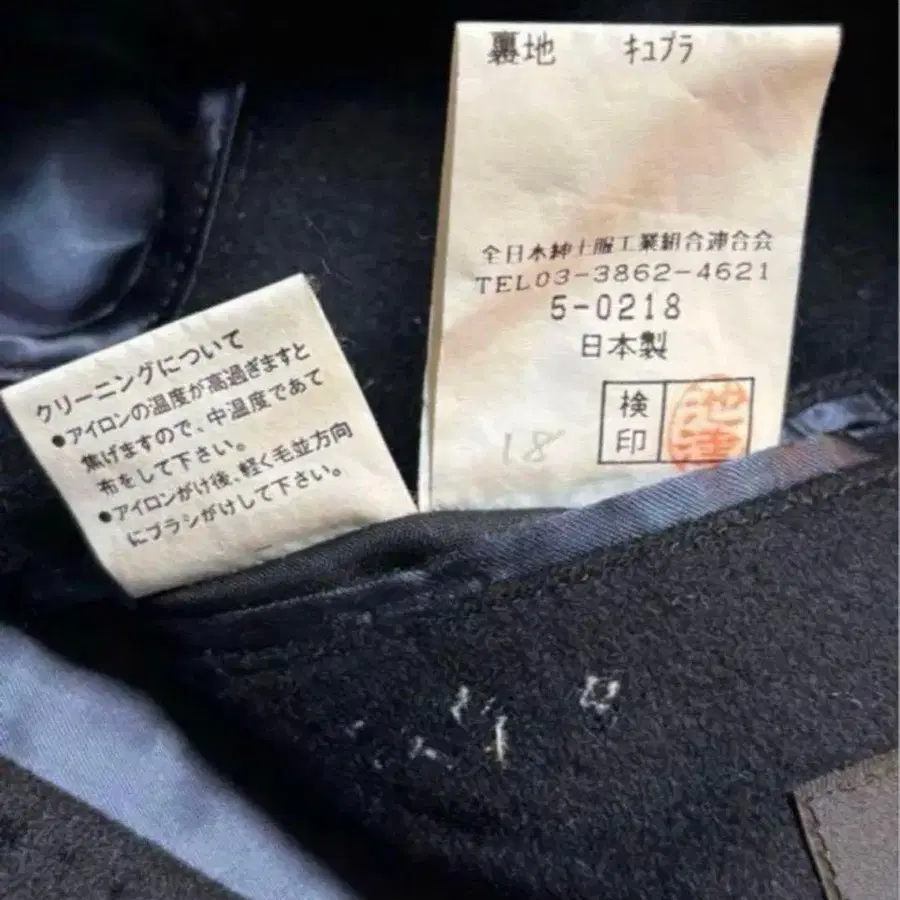 裏地 キュプラ
全日本紳士服工業組合連合会
TEL03-3862-4621
5-0218
日本製
検印
18
クリーニングについて
●アイロンの温度が高過ぎますと
焦げますので、中温度であて
布をして下さい。
●アイロンがけ後、軽く毛並方向
にブラシがけして下さい。